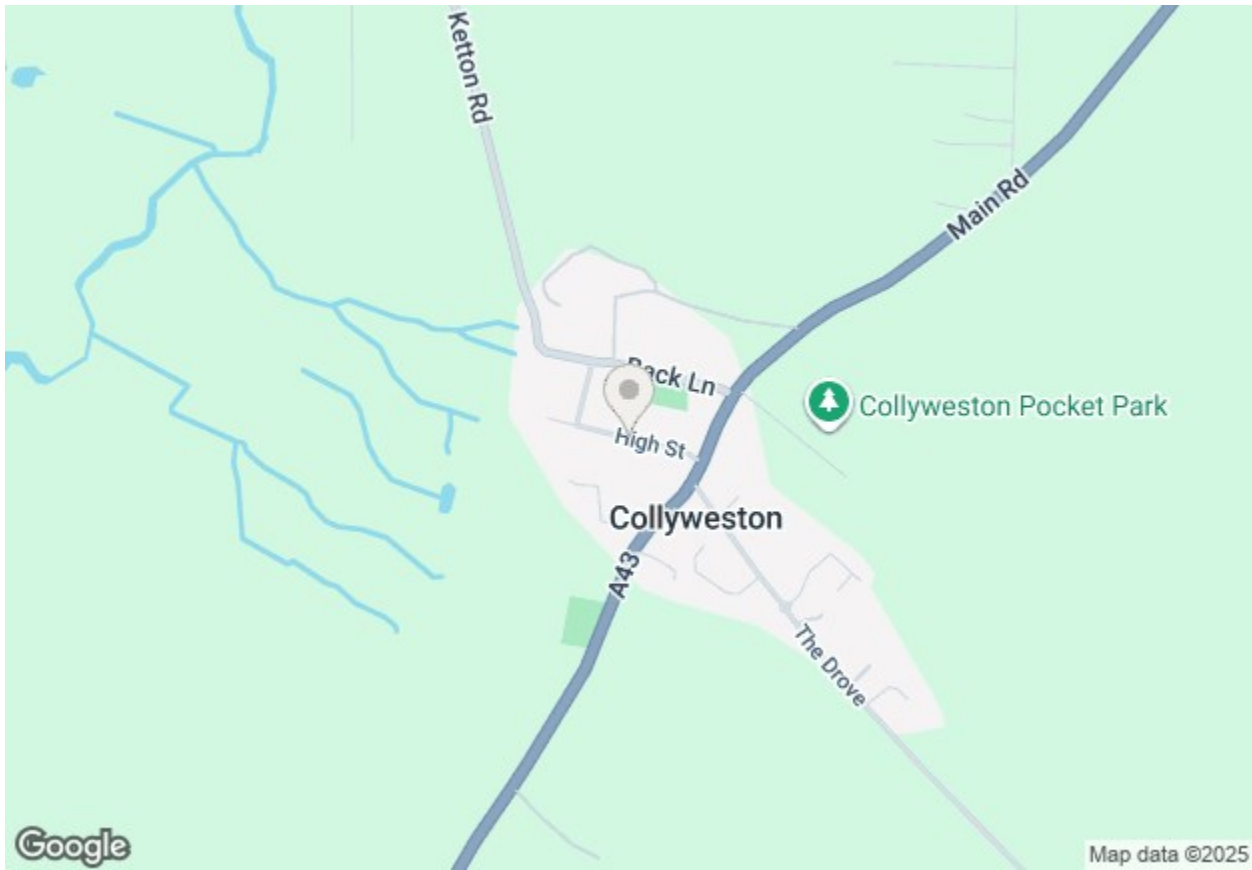 Ketton Rd
Main Rd
Back Ln
Collyweston Pocket Park
High St
Collyweston
A43
The Drove
Google
Map data ©2025